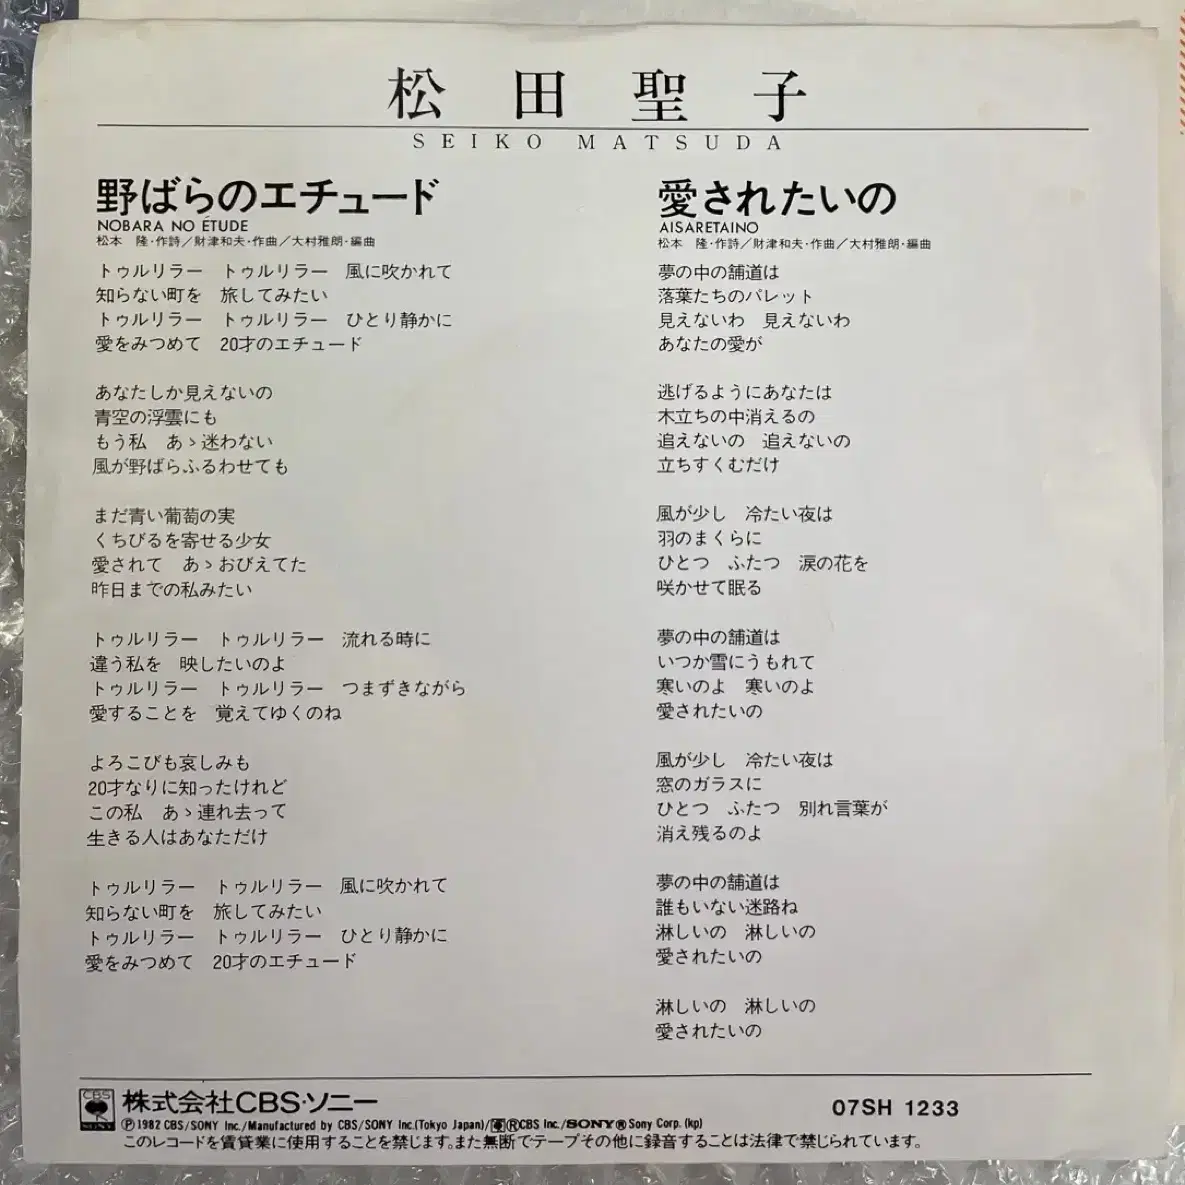 松田聖子
SEIKO MATSUDA
野ばらのエチュード
NOBARA NO ÉTUDE
松本 隆・作詩／財津和夫・作曲／大村雅朗・編曲
トゥルリラー　トゥルリラー　風に吹かれて
知らない町を　旅してみたい
トゥルリラー　トゥルリラー　ひとり静かに
愛をみつめて　20才のエチュード
あなたしか見えないの
青空の浮雲にも
もう私　あゝ迷わない
風が野ばらふるわせても
まだ青い葡萄の実
くちびるを寄せる少女
愛されて　あゝおびえてた
昨日までの私みたい
トゥルリラー　トゥルリラー　流れる時に
違う私を　映したいのよ
トゥルリラー　トゥルリラー　つまずきながら
愛することを　覚えてゆくのね
よろこびも哀しみも
20才なりに知ったけれど
この私　あゝ連れ去って
生きる人はあなただけ
トゥルリラー　トゥルリラー　風に吹かれて
知らない町を　旅してみたい
トゥルリラー　トゥルリラー　ひとり静かに
愛をみつめて　20才のエチュード
愛されたいの
AISARETAINO
松本 隆・作詩／財津和夫・作曲／大村雅朗・編曲
夢の中の舗道は
落葉たちのパレット
見えないわ　見えないわ
あなたの愛が
逃げるようにあなたは
木立ちの中消えるの
追えないの　追えないの
立ちすくむだけ
風が少し　冷たい夜は
羽のまくらに
ひとつ　ふたつ　涙の花を
咲かせて眠る
夢の中の舗道は
いつか雪にうもれて
寒いのよ　寒いのよ
愛されたいの
風が少し　冷たい夜は
窓のガラスに
ひとつ　ふたつ　別れ言葉が
消え残るのよ
夢の中の舗道は
誰もいない迷路ね
淋しいの　淋しいの
愛されたいの
淋しいの　淋しいの
愛されたいの
CBS
SONY
株式会社CBS・ソニー
07SH 1233
Ⓟ1982 CBS/SONY Inc./Manufactured by CBS/SONY Inc.(Tokyo Japan)/ⓇCBS Inc./SONY®Sony Corp.(kp)
このレコードを賃貸業に使用することを禁じます。また無断でテープその他に録音することは法律で禁じられています。